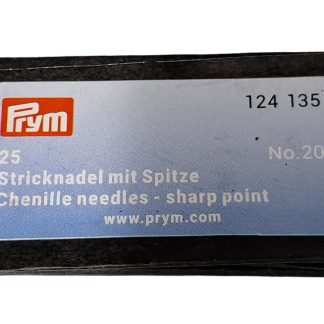 Prym
124 135
25
No.20
Stricknadel mit Spitze
Chenille needles - sharp point
www.prym.com